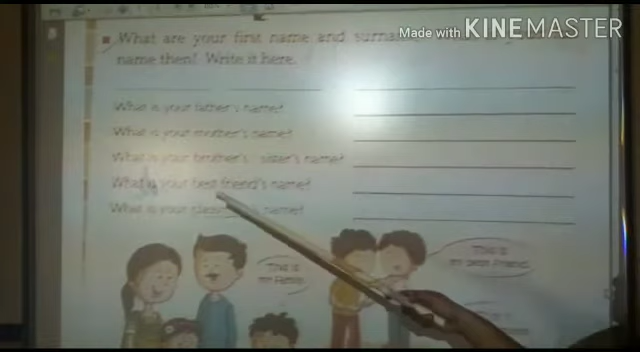 Made with KINEMASTER
What are your first name and
name then! Write it here.
What is your father's name?
What is your mother's name?
What is your brother's sister's name?
What is your best friend's name?
What is your name?
This is
my
This is
my best friend.